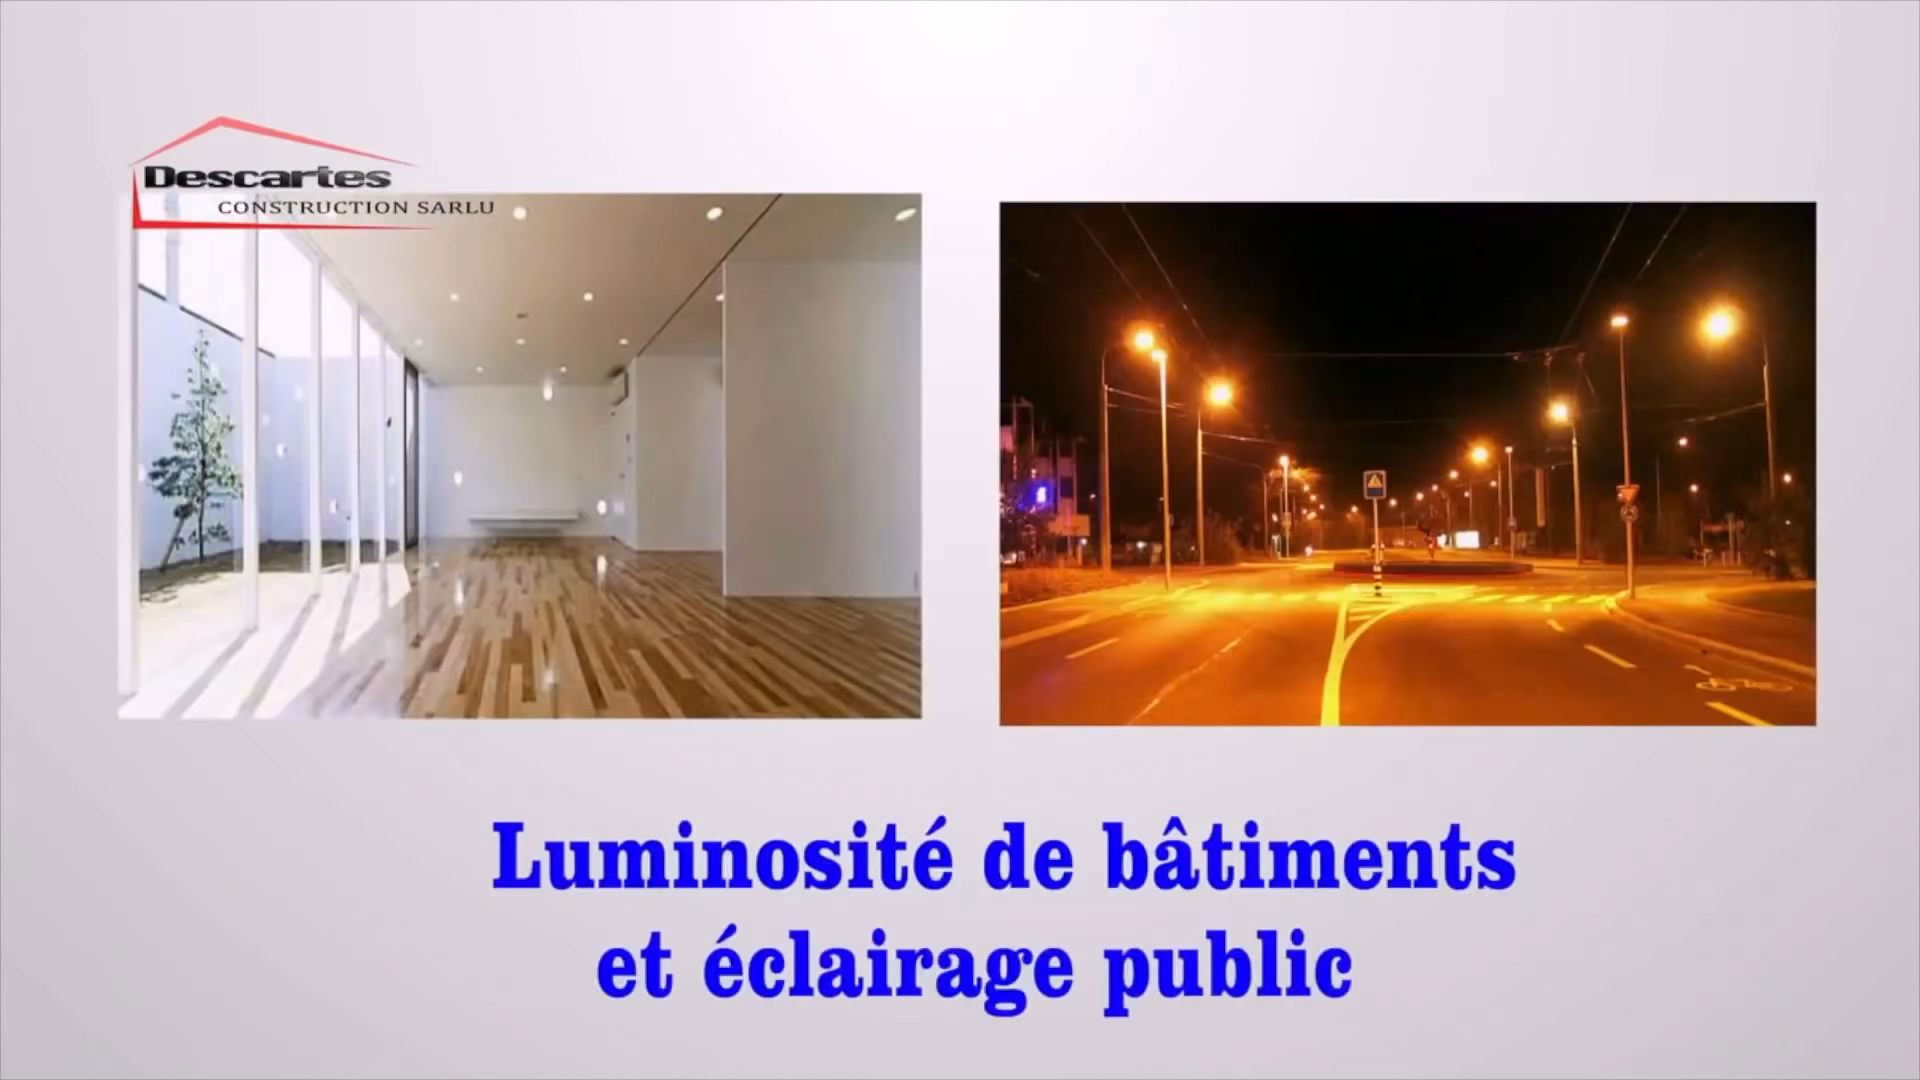 Descartes
CONSTRUCTION SARLU
Luminosité de bâtiments
et éclairage public